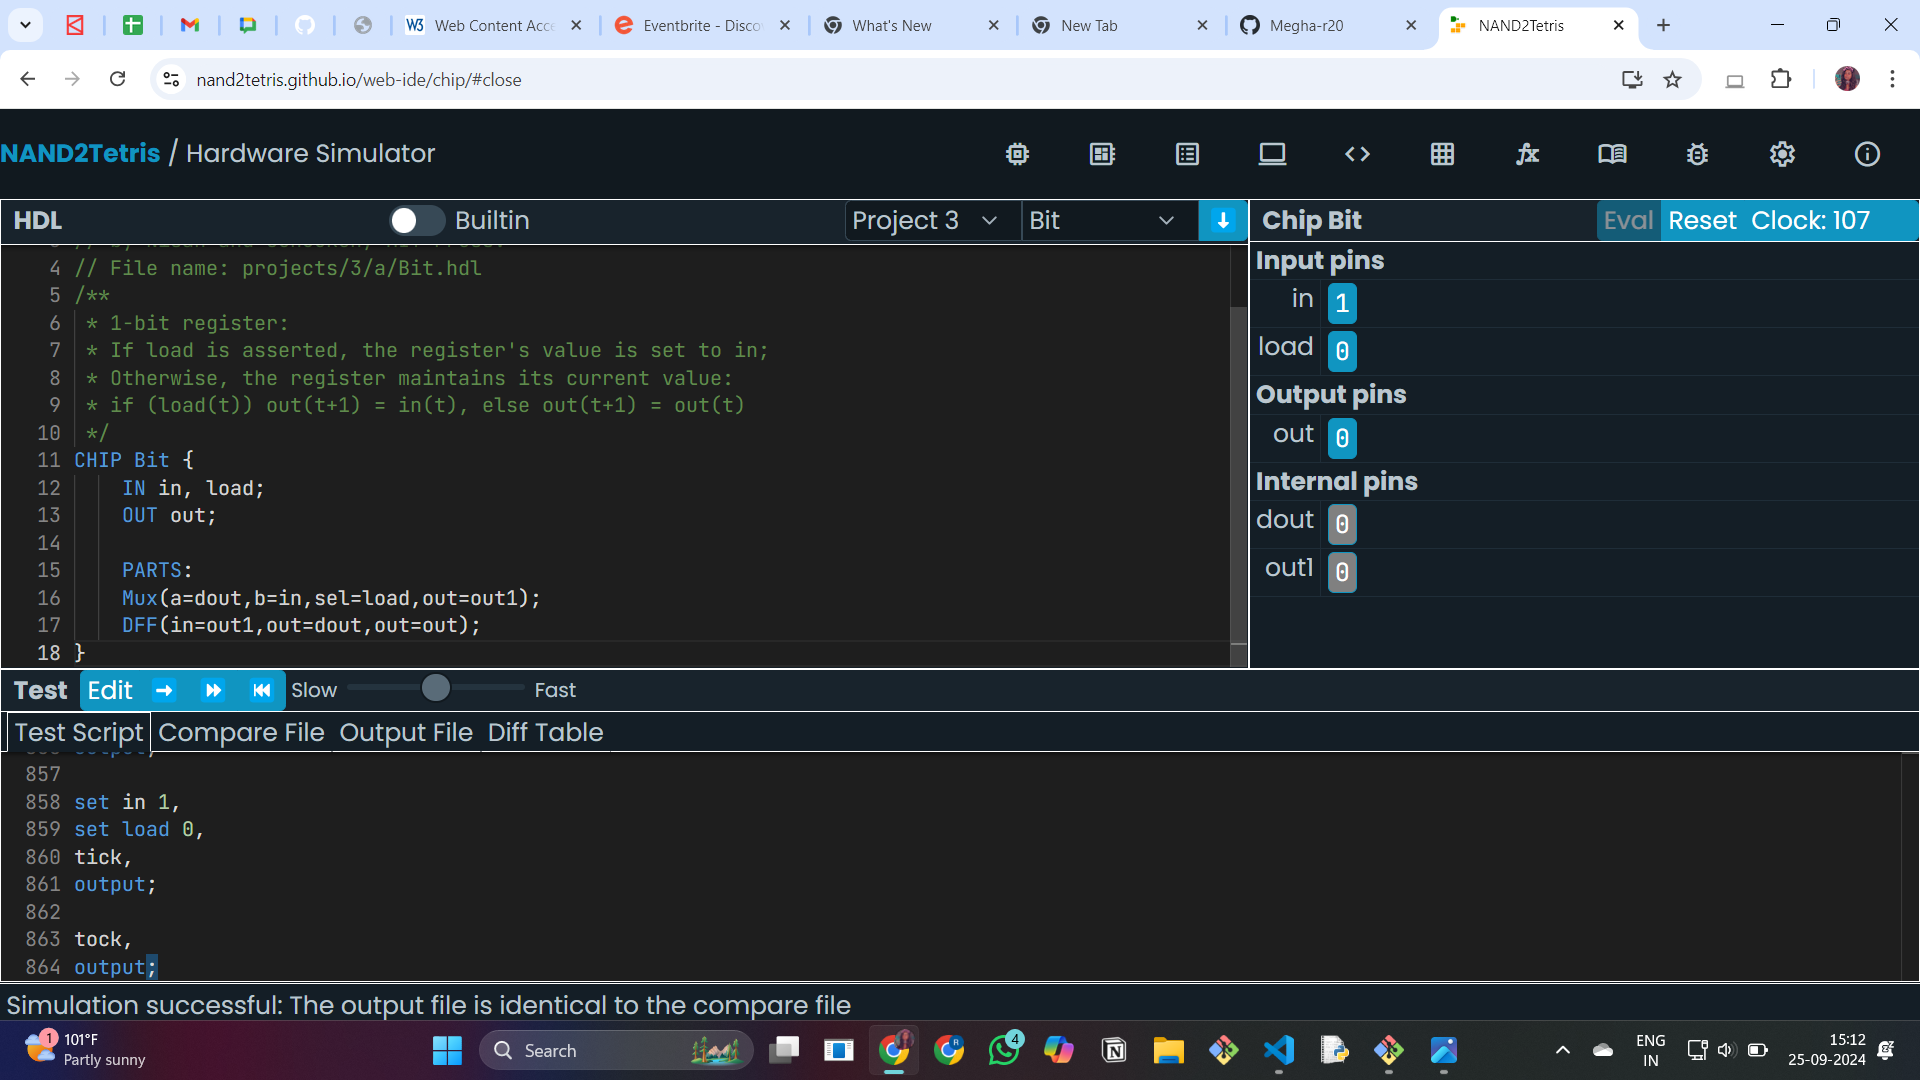 Web Content Acce
Eventbrite - Disco
What's New
New Tab
Megha-r20
NAND2Tetris
nand2tetris.github.io/web-ide/chip/#close
NAND2Tetris / Hardware Simulator
HDL
Builtin
Project 3
Bit
Chip Bit
Eval
Reset
Clock: 107
4 // File name: projects/3/a/Bit.hdl
5 /**
6 * 1-bit register:
7 * If load is asserted, the register's value is set to in;
8 * Otherwise, the register maintains its current value:
9 * if (load(t)) out(t+1) = in(t), else out(t+1) = out(t)
10 */
11 CHIP Bit {
12 IN in, load;
13 OUT out;
14
15 PARTS:
16 Mux(a=dout,b=in,sel=load,out=out1);
17 DFF(in=out1,out=dout,out=out);
18 }
Input pins
in 1
load 0
Output pins
out 0
Internal pins
dout 0
out1 0
Test
Edit
Slow
Fast
Test Script
Compare File
Output File
Diff Table
857
858 set in 1,
859 set load 0,
860 tick,
861 output;
862
863 tock,
864 output;
Simulation successful: The output file is identical to the compare file
1
101°F
Partly sunny
Search
4
ENG
IN
15:12
25-09-2024